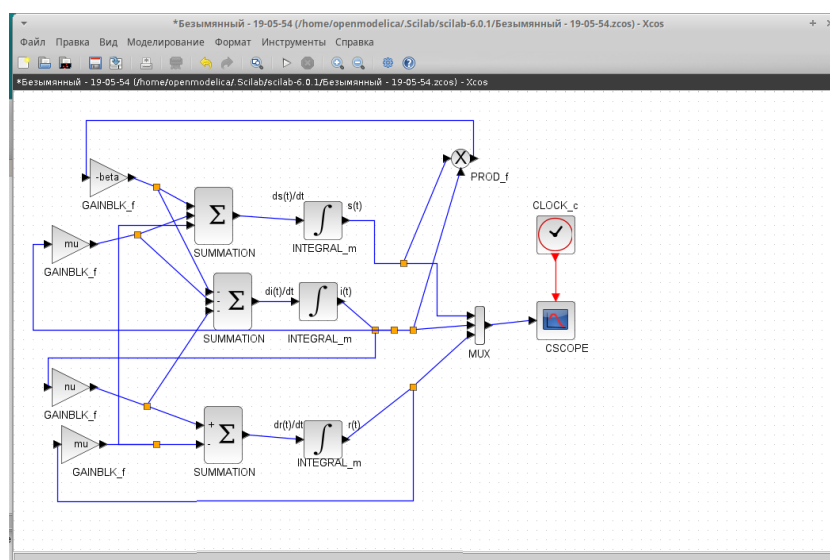 *Безымянный - 19-05-54 (/home/openmodelica/.Scilab/scilab-6.0.1/Безымянный - 19-05-54.zcos) - Xcos
Файл Правка Вид Моделирование Формат Инструменты Справка
*Безымянный - 19-05-54 (/home/openmodelica/.Scilab/scilab-6.0.1/Безымянный - 19-05-54.zcos) - Xcos
X
PROD_f
-beta
GAINBLK_f
Σ
SUMMATION
ds(t)/dt
∫
s(t)
INTEGRAL_m
CLOCK_c
mu
GAINBLK_f
-
-
-
Σ
SUMMATION
di(t)/dt
∫
i(t)
INTEGRAL_m
MUX
CSCOPE
nu
GAINBLK_f
+
-
Σ
SUMMATION
dr(t)/dt
∫
r(t)
INTEGRAL_m
mu
GAINBLK_f